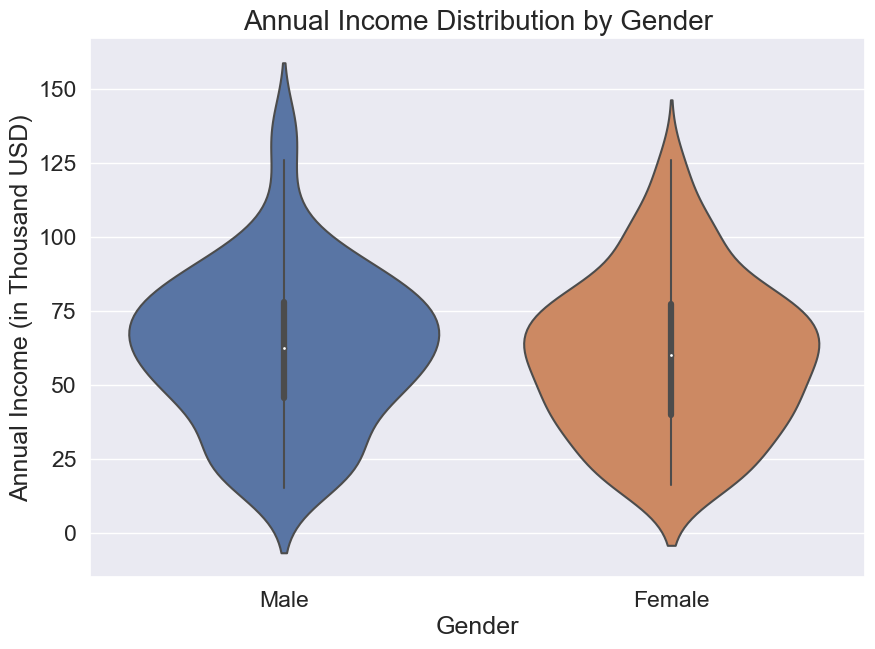 Annual Income Distribution by Gender
Annual Income (in Thousand USD)
150
125
100
75
50
25
0
Male Female
Gender